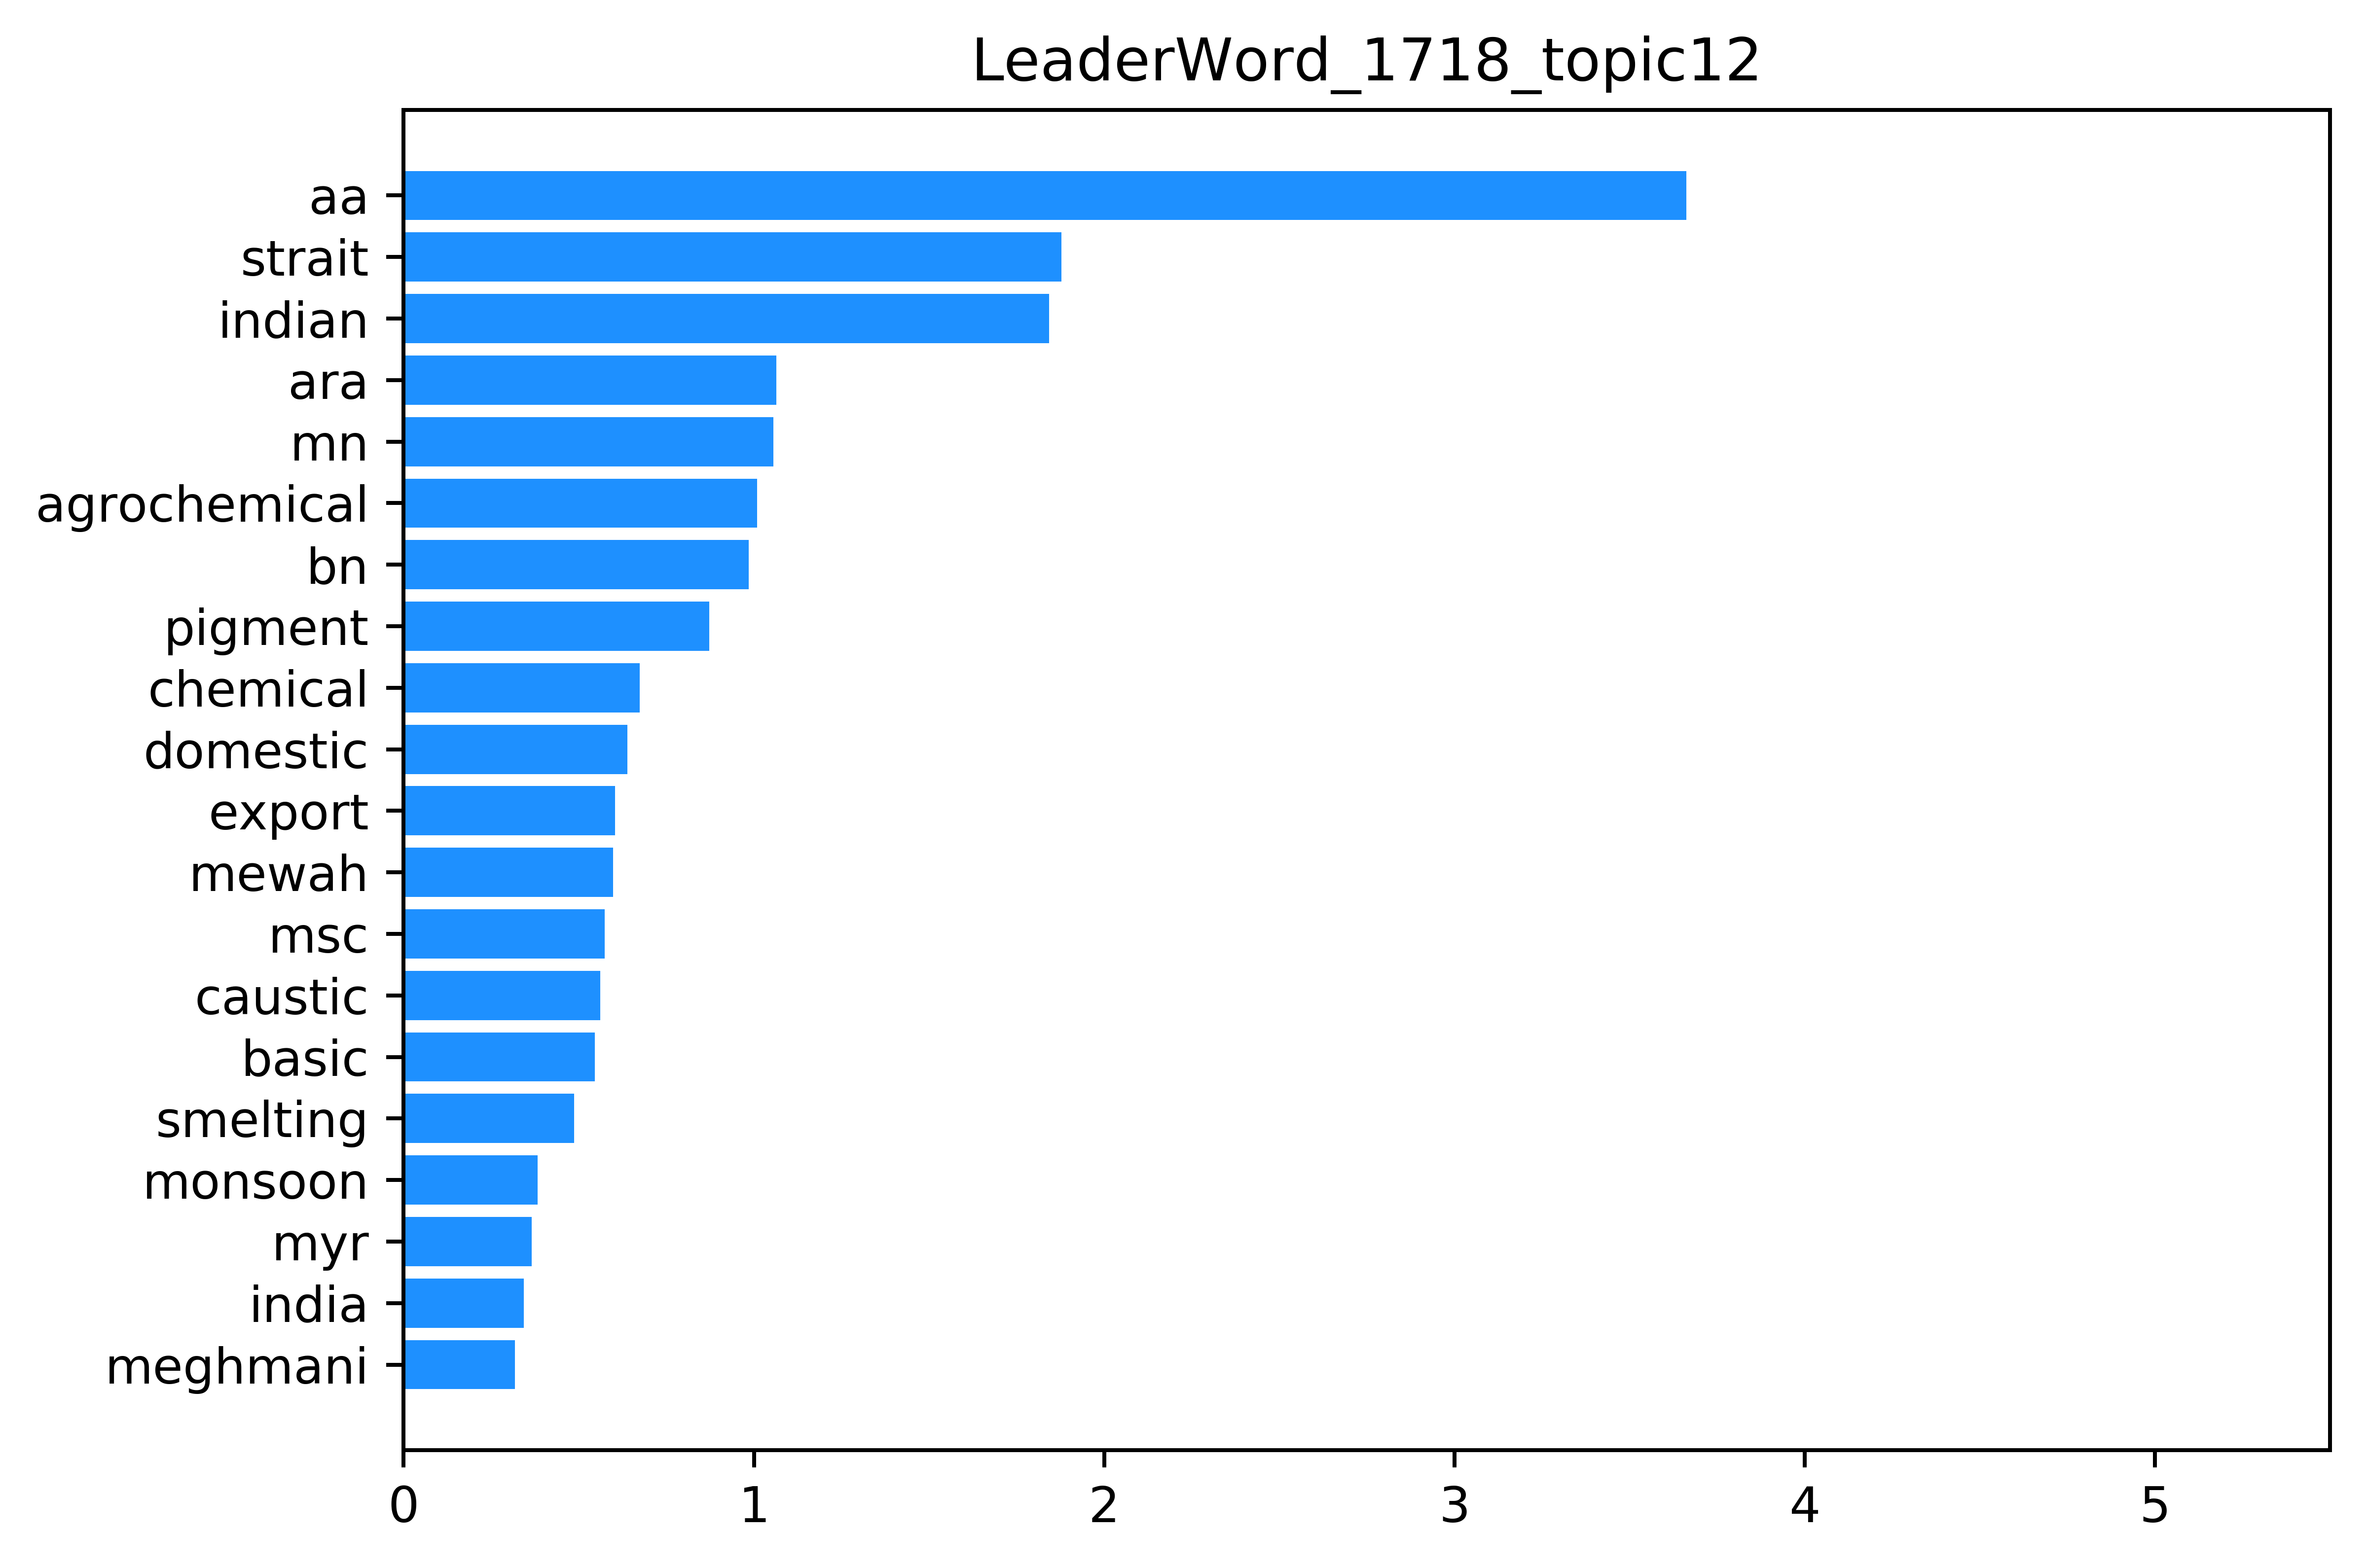 LeaderWord_1718_topic12
aa
strait
indian
ara
mn
agrochemical
bn
pigment
chemical
domestic
export
mewah
msc
caustic
basic
smelting
monsoon
myr
india
meghmani
0 1 2 3 4 5